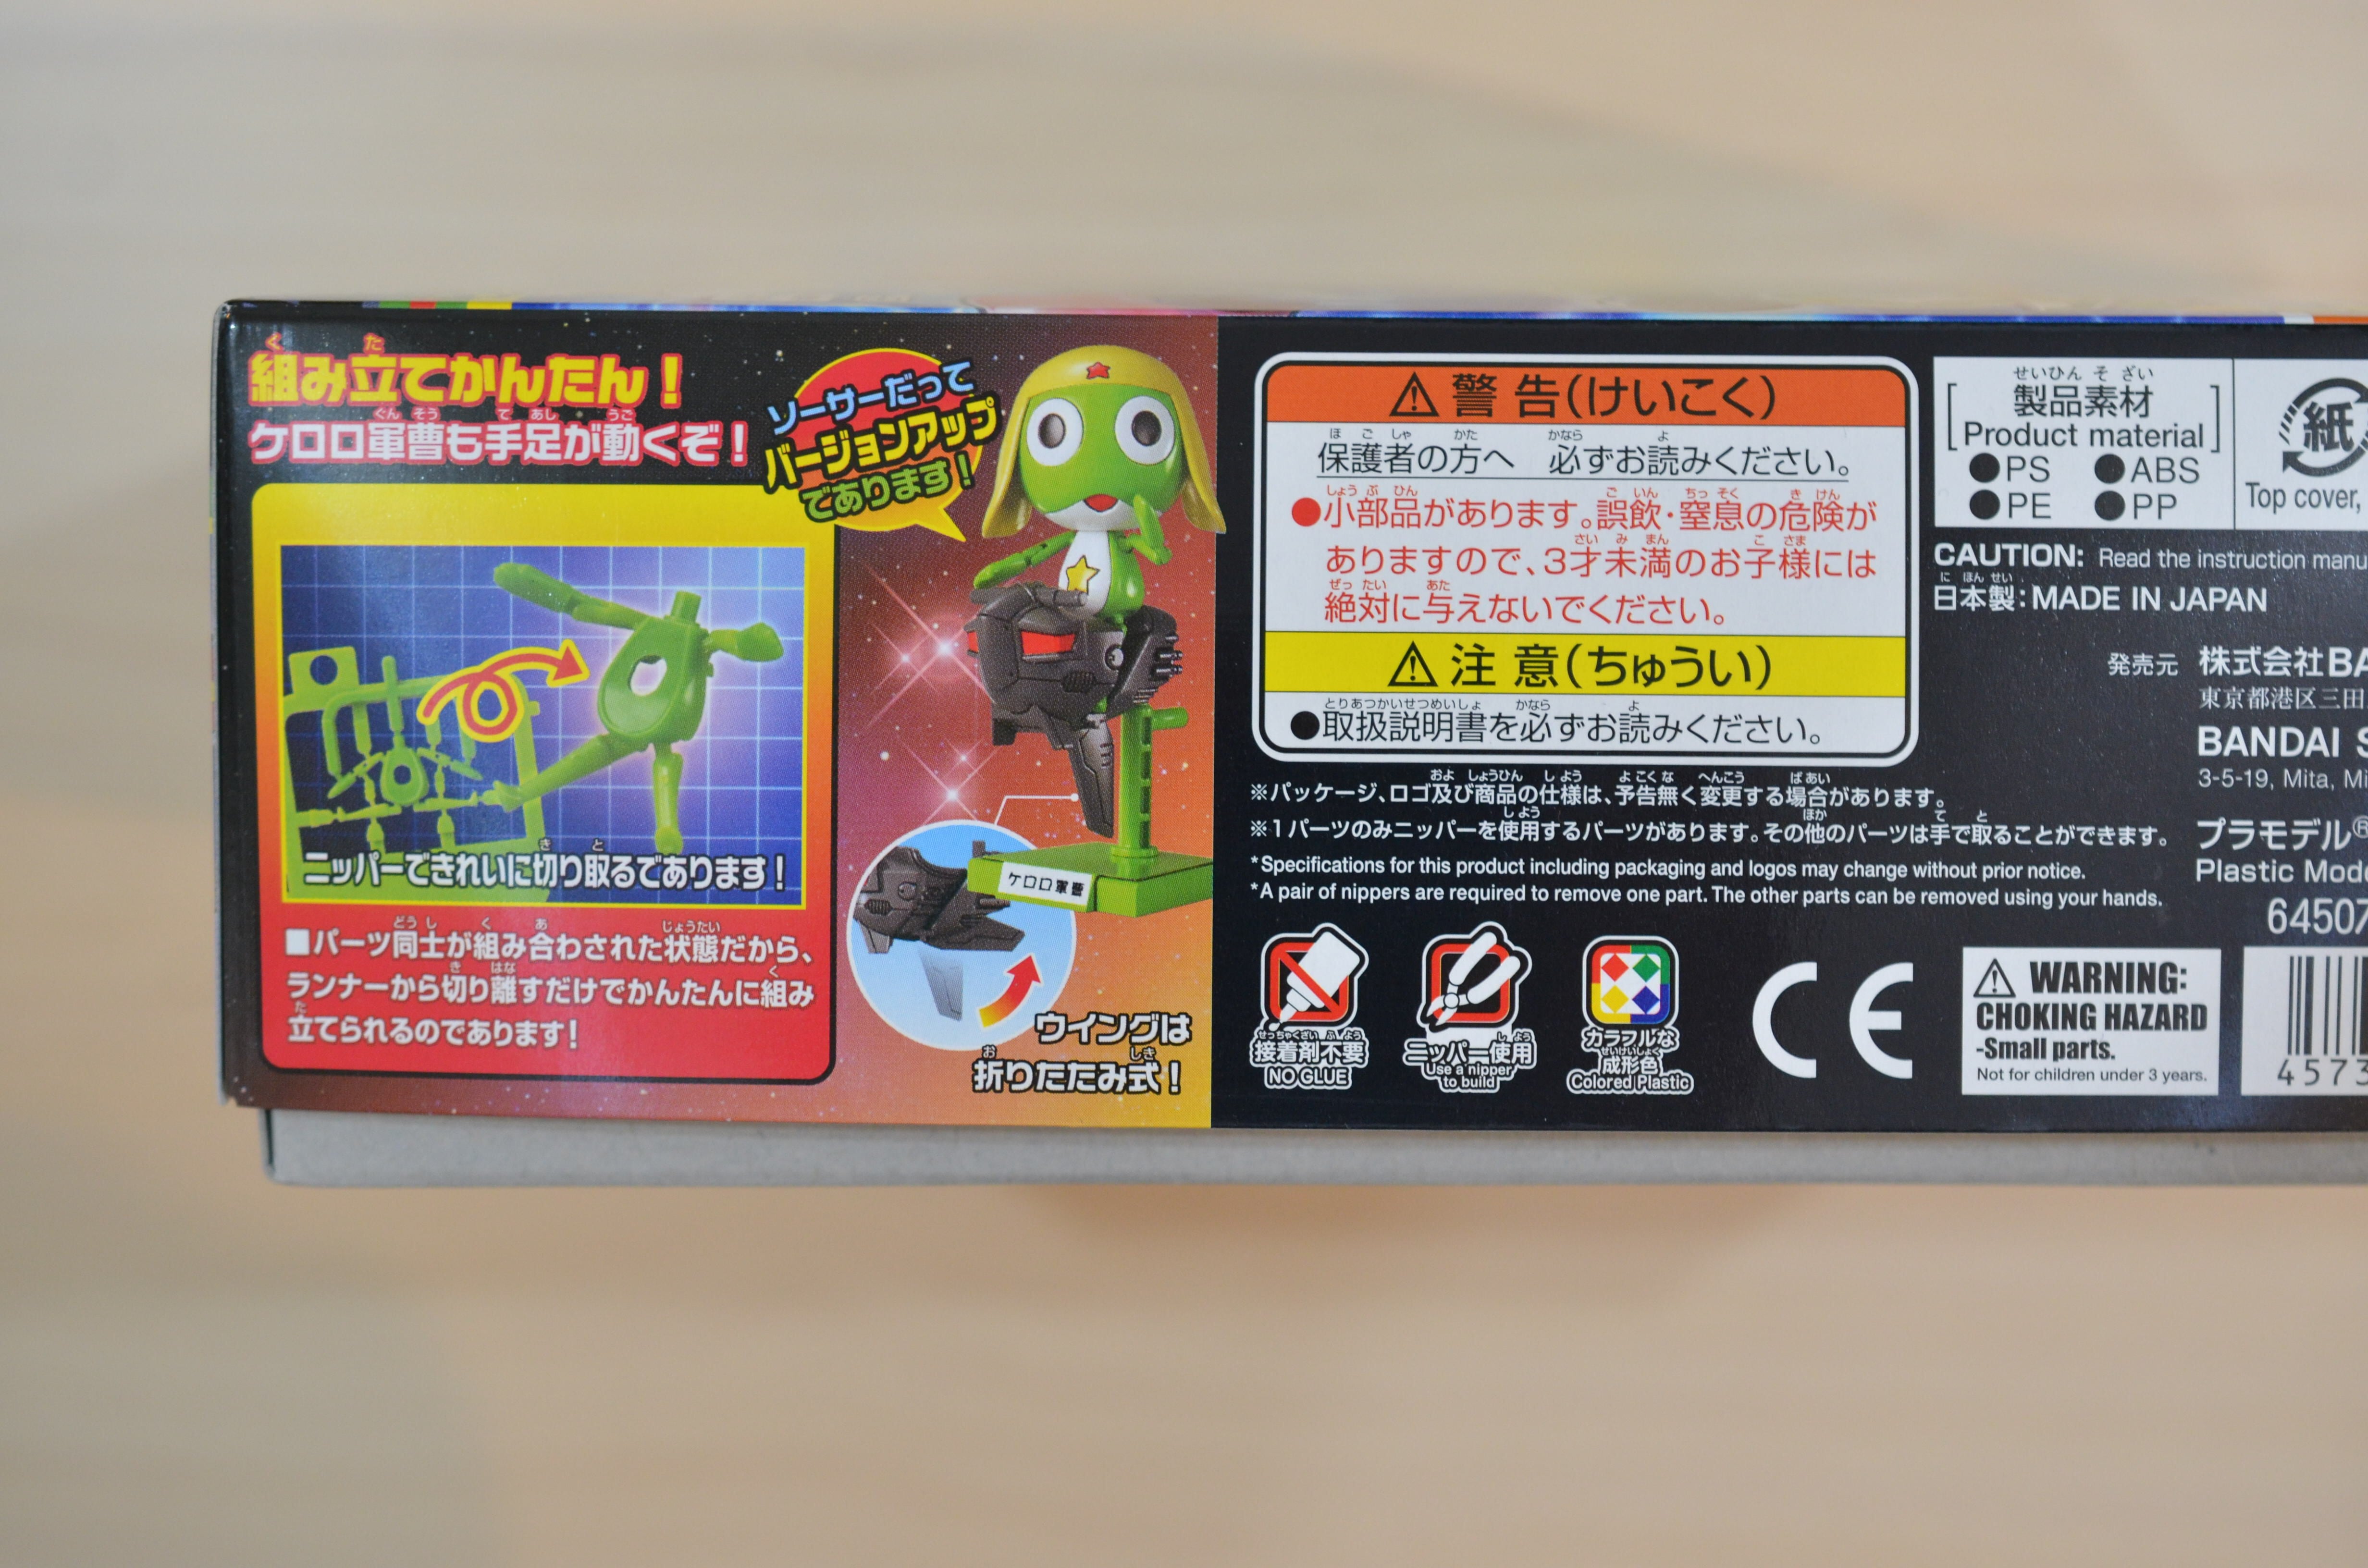 組み立てかんたん！
ケロロ軍曹も手足が動くぞ！
ニッパーできれいに切り取るであります！
■パーツ同士が組み合わされた状態だから、
ランナーから切り離すだけでかんたんに組み
立てられるのであります！
ソーサーだって
バージョンアップ
であります！
ケロロ軍曹
ウイングは
折りたたみ式！
⚠警告（けいこく）
保護者の方へ 必ずお読みください。
●小部品があります。誤飲・窒息の危険が
ありますので、3才未満のお子様には
絶対に与えないでください。
⚠注意（ちゅうい）
●取扱説明書を必ずお読みください。
※パッケージ、ロゴ及び商品の仕様は、予告無く変更する場合があります。
※1パーツのみニッパーを使用するパーツがあります。その他のパーツは手で取ることができます。
*Specifications for this product including packaging and logos may change without prior notice.
*A pair of nippers are required to remove one part. The other parts can be removed using your hands.
接着剤不要
NO GLUE
ニッパー使用
Use a nipper
to build
カラフルな
成形色
Colored Plastic
CE
⚠WARNING:
CHOKING HAZARD
-Small parts.
Not for children under 3 years.
製品素材
Product material
●PS ●ABS
●PE ●PP
紙
Top cover,
CAUTION: Read the instruction manu
日本製：MADE IN JAPAN
発売元 株式会社BA
東京都港区三田
BANDAI S
3-5-19, Mita, Mi
プラモデル®
Plastic Mode
64507
4573